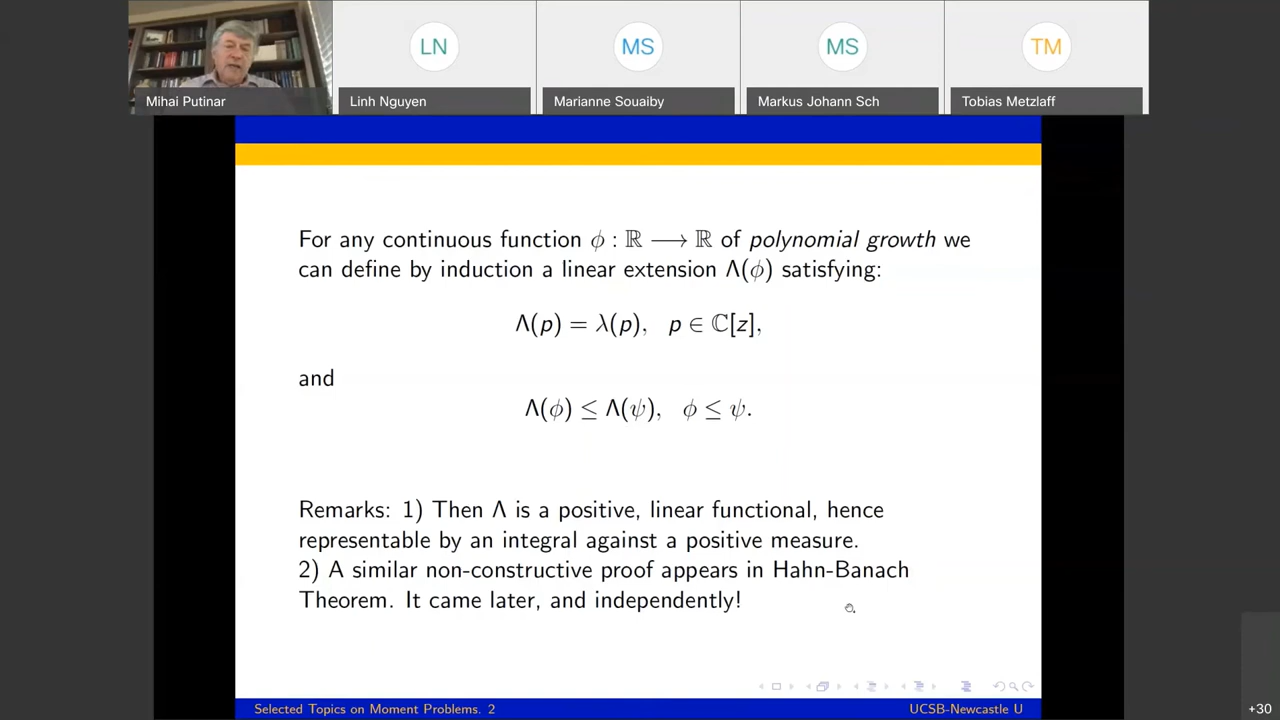 LN
MS
MS
TM
Mihai Putinar
Linh Nguyen
Marianne Souaiby
Markus Johann Sch
Tobias Metzlaff
For any continuous function ϕ : ℝ ⟶ ℝ of polynomial growth we
can define by induction a linear extension Λ(ϕ) satisfying:
Λ(p) = λ(p), p ∈ ℂ[z],
and
Λ(ϕ) ≤ Λ(ψ), ϕ ≤ ψ.
Remarks: 1) Then Λ is a positive, linear functional, hence
representable by an integral against a positive measure.
2) A similar non-constructive proof appears in Hahn-Banach
Theorem. It came later, and independently!
Selected Topics on Moment Problems. 2
UCSB-Newcastle U
+30